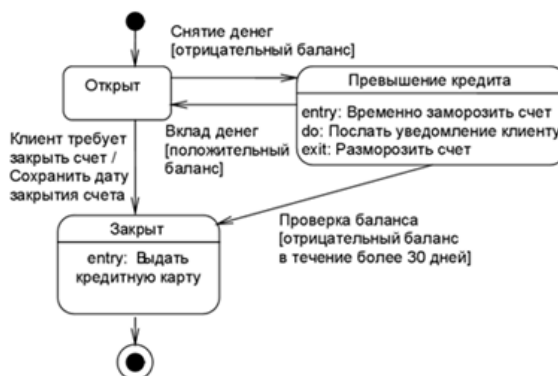 Снятие денег
[отрицательный баланс]
Открыт
Превышение кредита
entry: Временно заморозить счет
do: Послать уведомление клиенту
exit: Разморозить счет
Вклад денег
[положительный
баланс]
Клиент требует
закрыть счет /
Сохранить дату
закрытия счета
Закрыт
entry: Выдать
кредитную карту
Проверка баланса
[отрицательный баланс
в течение более 30 дней]